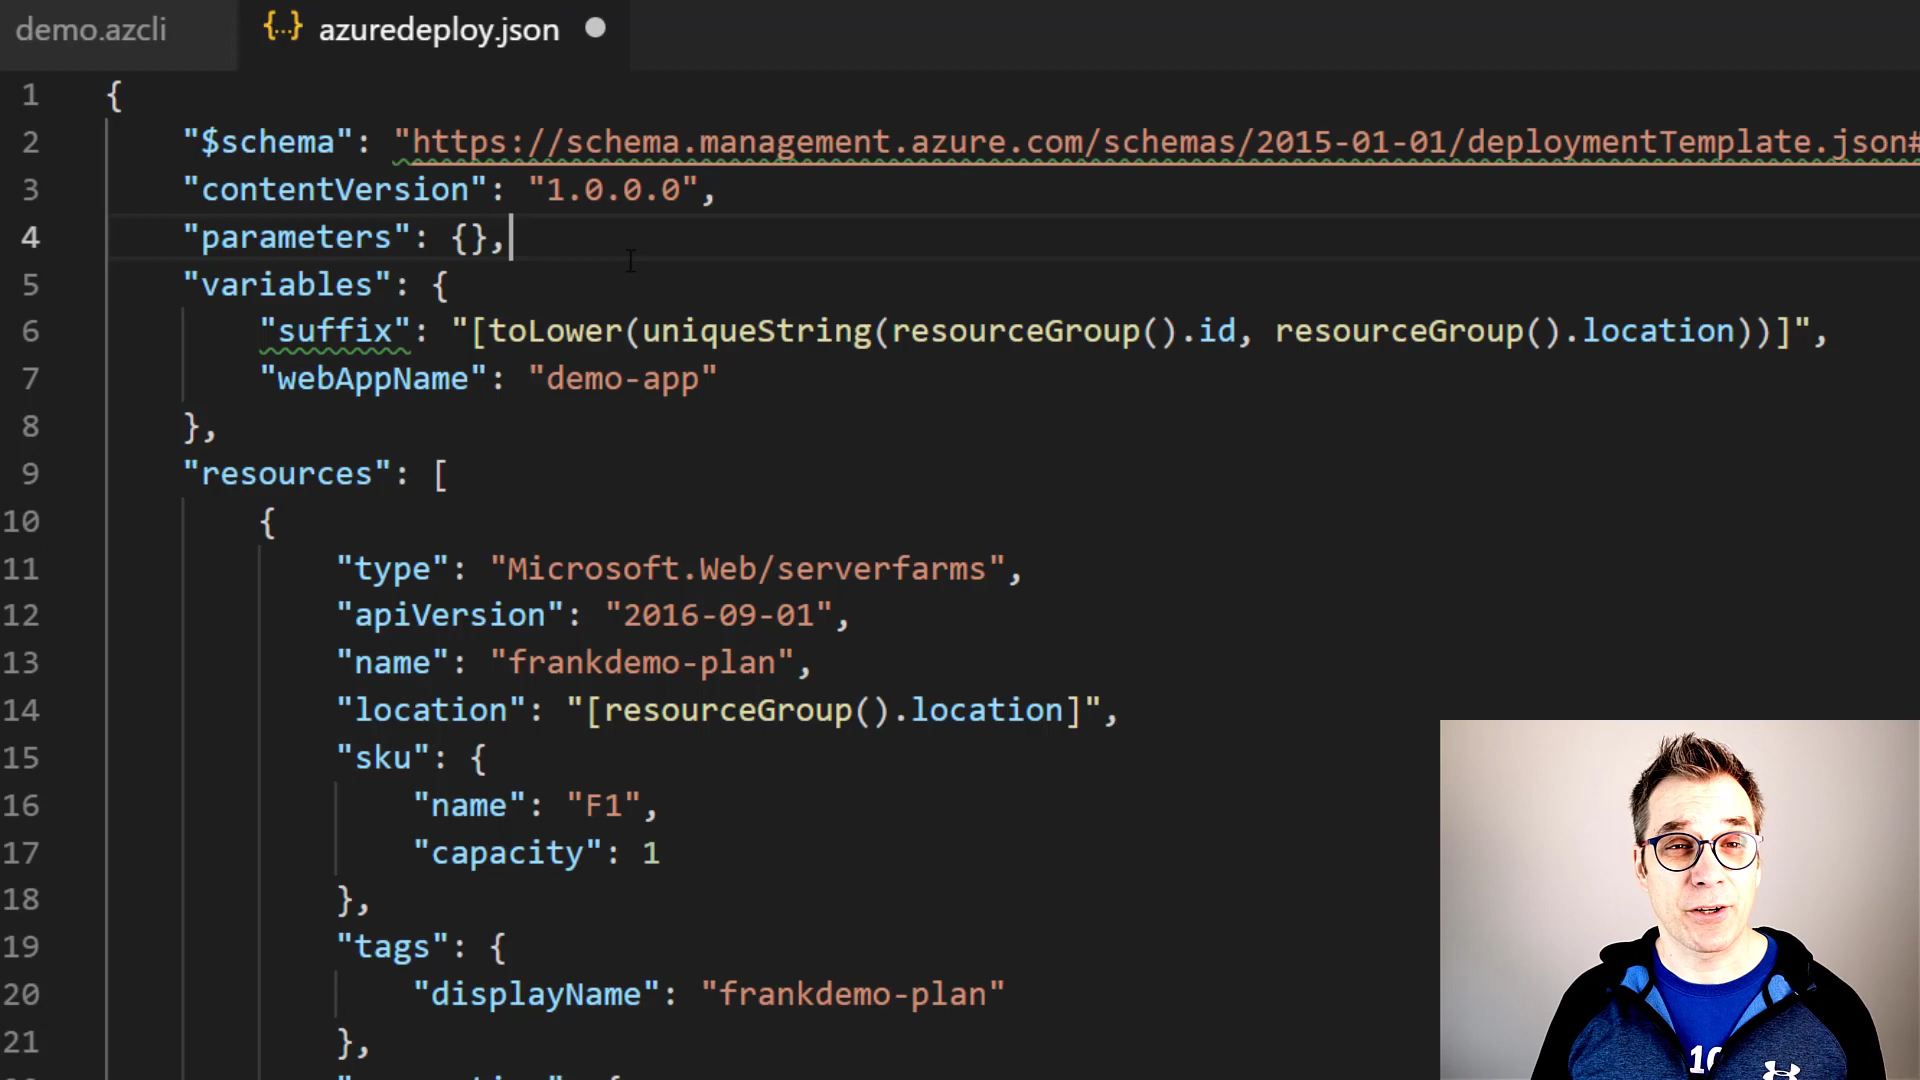 demo.azcli
{...} azuredeploy.json
1 {
2 "$schema": "https://schema.management.azure.com/schemas/2015-01-01/deploymentTemplate.json#
3 "contentVersion": "1.0.0.0",
4 "parameters": {},
5 "variables": {
6 "suffix": "[toLower(uniqueString(resourceGroup().id, resourceGroup().location))]",
7 "webAppName": "demo-app"
8 },
9 "resources": [
10 {
11 "type": "Microsoft.Web/serverfarms",
12 "apiVersion": "2016-09-01",
13 "name": "frankdemo-plan",
14 "location": "[resourceGroup().location]",
15 "sku": {
16 "name": "F1",
17 "capacity": 1
18 },
19 "tags": {
20 "displayName": "frankdemo-plan"
21 },